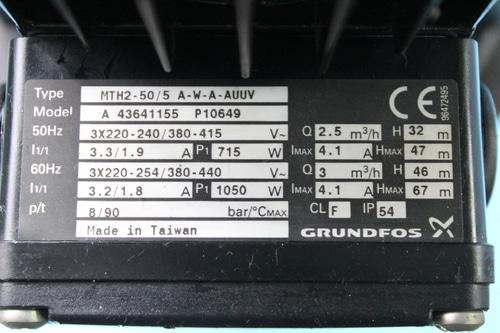 Type MTH2-50/5 A-W-A-AUUV
Model A 43641155 P10649
50Hz 3X220-240/380-415 V~ Q 2.5 m³/h H 32 m
I1/1 3.3/1.9 A P1 715 W IMAX 4.1 A HMAX 47 m
60Hz 3X220-254/380-440 V~ Q 3 m³/h H 46 m
I1/1 3.2/1.8 A P1 1050 W IMAX 4.1 A HMAX 67 m
p/t 8/90 bar/°CMAX CL F IP 54
Made in Taiwan GRUNDFOS
CE
96472495